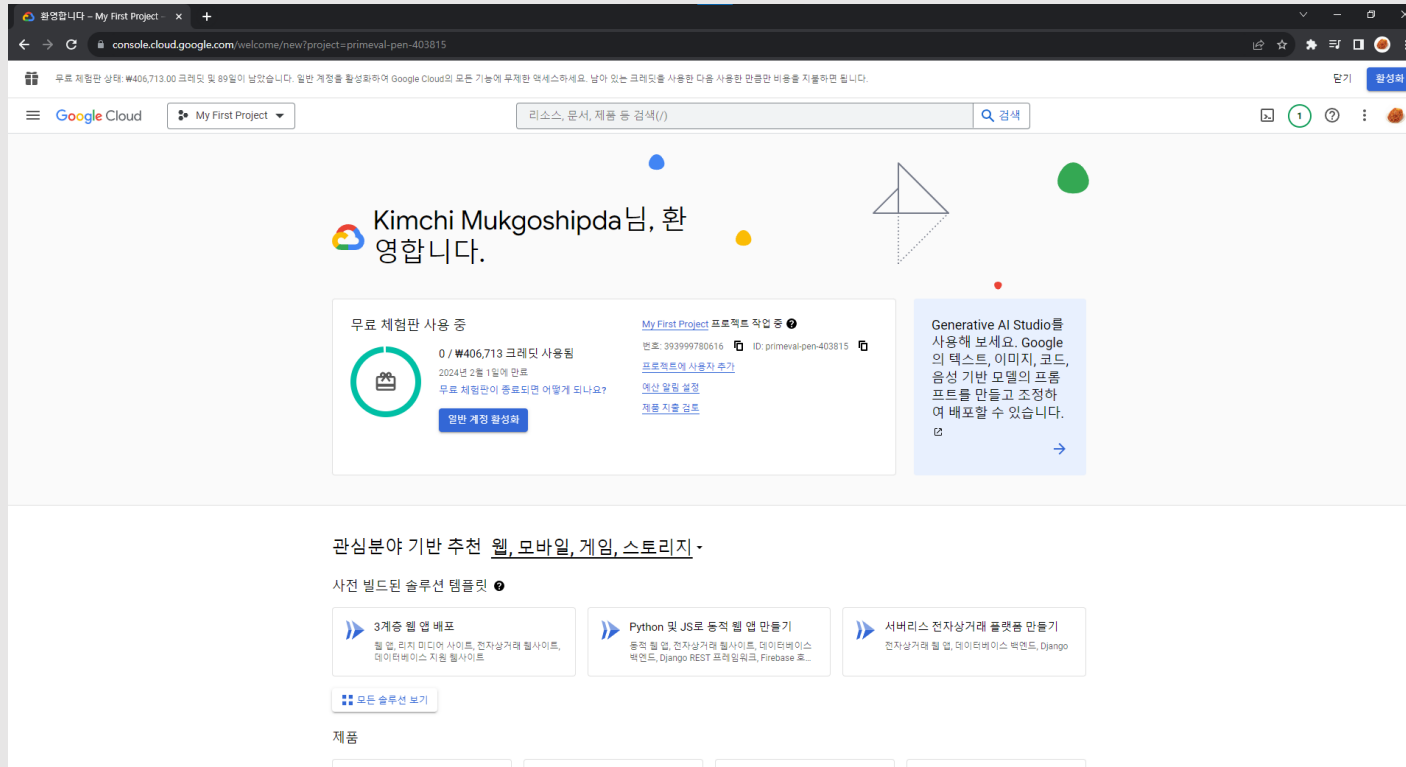 환영합니다 – My First Project –
console.cloud.google.com/welcome/new?project=primeval-pen-403815
무료 체험판 상태: ₩406,713.00 크레딧 및 89일이 남았습니다. 일반 계정을 활성화하여 Google Cloud의 모든 기능에 무제한 액세스하세요. 남아 있는 크레딧을 사용한 다음 사용한 만큼만 비용을 지불하면 됩니다.
닫기
활성화
Google Cloud
My First Project
리소스, 문서, 제품 등 검색(/)
검색
1
Kimchi Mukgoshipda님, 환
영합니다.
무료 체험판 사용 중
0 / ₩406,713 크레딧 사용됨
2024년 2월 1일에 만료
무료 체험판이 종료되면 어떻게 되나요?
일반 계정 활성화
My First Project 프로젝트 작업 중
번호: 393999780616 ID: primeval-pen-403815
프로젝트에 사용자 추가
예산 알림 설정
제품 지출 검토
Generative AI Studio를
사용해 보세요. Google
의 텍스트, 이미지, 코드,
음성 기반 모델의 프롬
프트를 만들고 조정하
여 배포할 수 있습니다.
관심분야 기반 추천 웹, 모바일, 게임, 스토리지
사전 빌드된 솔루션 템플릿
3계층 웹 앱 배포
웹 앱, 리치 미디어 사이트, 전자상거래 웹사이트,
데이터베이스 지원 웹사이트
Python 및 JS로 동적 웹 앱 만들기
동적 웹 앱, 전자상거래 웹사이트, 데이터베이스
백엔드, Django REST 프레임워크, Firebase 호...
서버리스 전자상거래 플랫폼 만들기
전자상거래 웹 앱, 데이터베이스 백엔드, Django
모든 솔루션 보기
제품